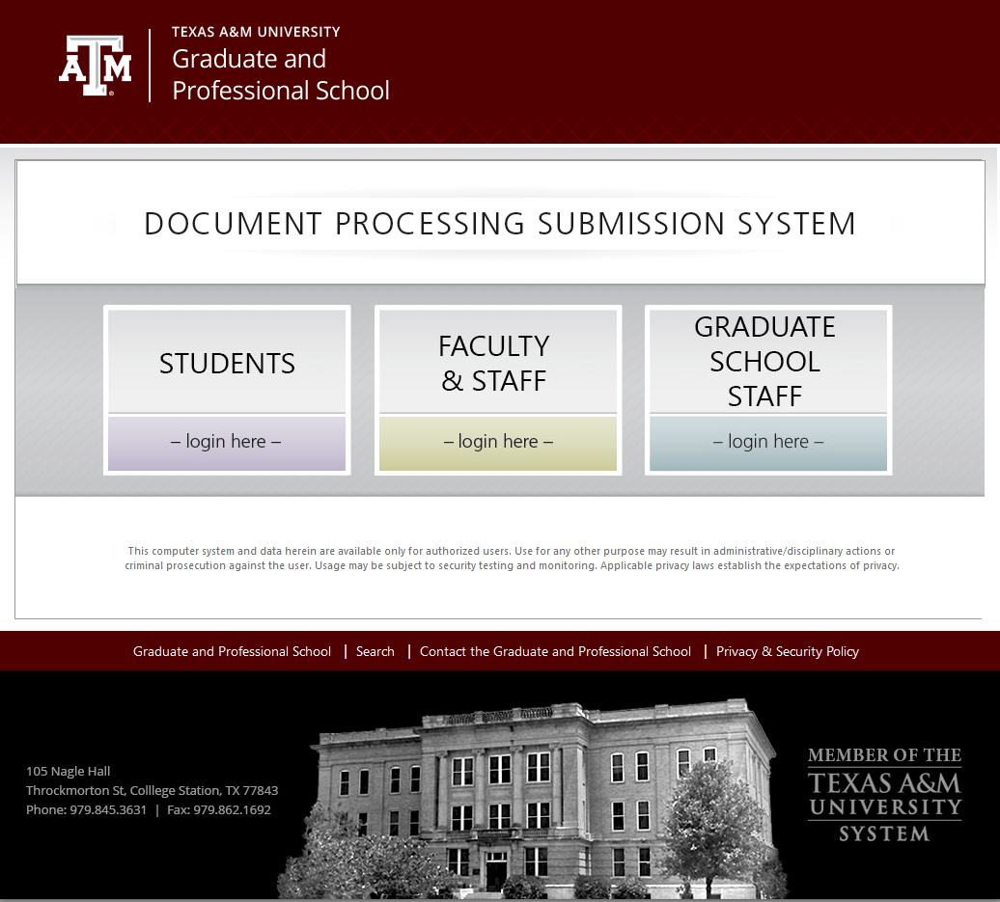 ATM®
TEXAS A&M UNIVERSITY
Graduate and
Professional School
DOCUMENT PROCESSING SUBMISSION SYSTEM
STUDENTS
– login here –
FACULTY
& STAFF
– login here –
GRADUATE
SCHOOL
STAFF
– login here –
This computer system and data herein are available only for authorized users. Use for any other purpose may result in administrative/disciplinary actions or
criminal prosecution against the user. Usage may be subject to security testing and monitoring. Applicable privacy laws establish the expectations of privacy.
Graduate and Professional School | Search | Contact the Graduate and Professional School | Privacy & Security Policy
105 Nagle Hall
Throckmorton St, Colllege Station, TX 77843
Phone: 979.845.3631 | Fax: 979.862.1692
MEMBER OF THE
TEXAS A&M
UNIVERSITY
SYSTEM